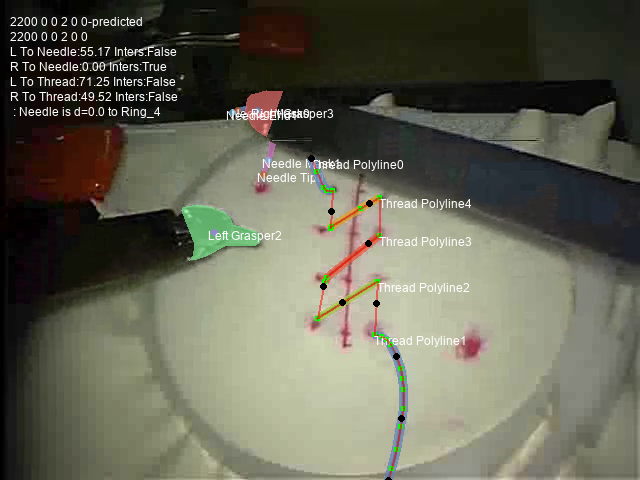 2200 0 0 2 0 0-predicted
2200 0 0 2 0 0
L To Needle:55.17 Inters:False
R To Needle:0.00 Inters:True
L To Thread:71.25 Inters:False
R To Thread:49.52 Inters:False
: Needle is d=0.0 to Ring_4
Thread Polyline0
Needle Tip
Thread Polyline4
Left Grasper2
Thread Polyline3
Thread Polyline2
Thread Polyline1